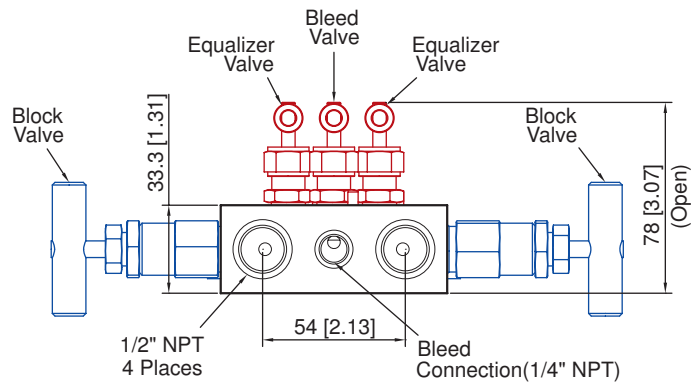 Bleed
Valve
Equalizer
Valve
Equalizer
Valve
Block
Valve
Block
Valve
33.3 [1.31]
78 [3.07]
(Open)
54 [2.13]
1/2" NPT
4 Places
Bleed
Connection(1/4" NPT)